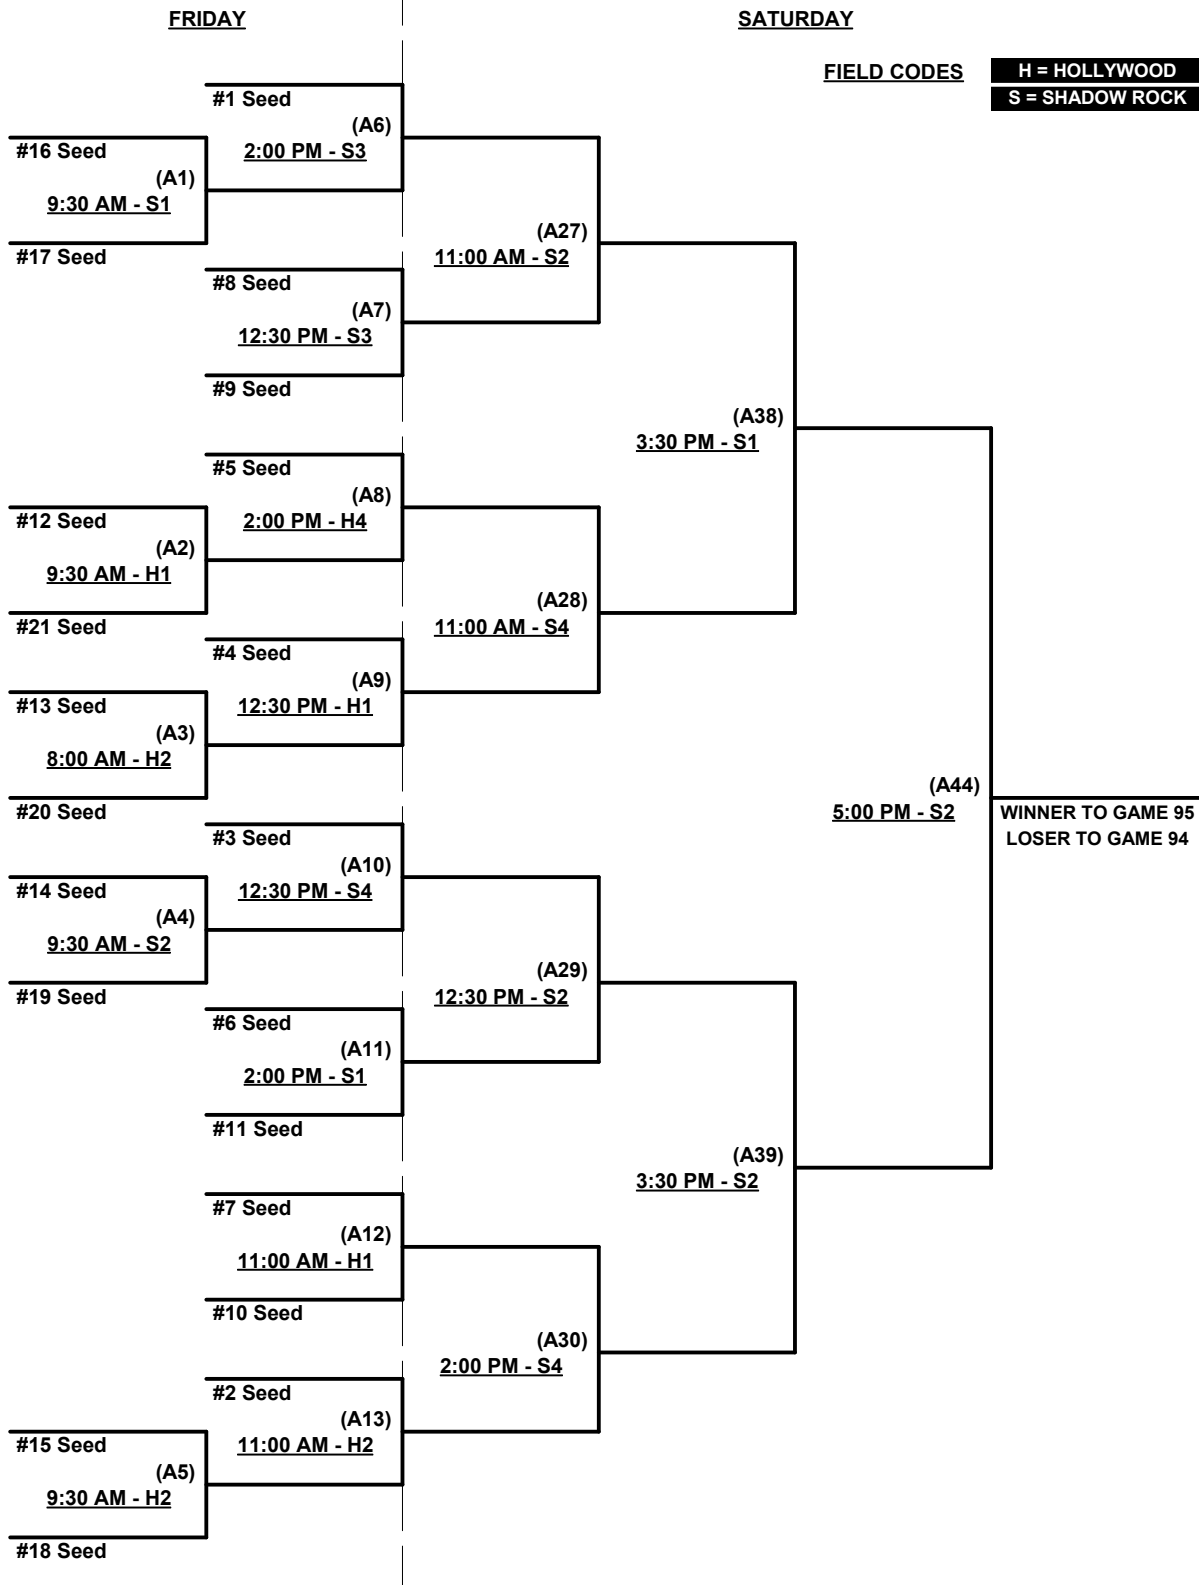 FRIDAY
SATURDAY
FIELD CODES
H = HOLLYWOOD
S = SHADOW ROCK
#1 Seed
(A6)
2:00 PM - S3
#16 Seed
(A1)
9:30 AM - S1
#17 Seed
(A27)
11:00 AM - S2
#8 Seed
(A7)
12:30 PM - S3
#9 Seed
(A38)
3:30 PM - S1
#5 Seed
(A8)
2:00 PM - H4
#12 Seed
(A2)
9:30 AM - H1
#21 Seed
(A28)
11:00 AM - S4
#4 Seed
(A9)
12:30 PM - H1
#13 Seed
(A3)
8:00 AM - H2
#20 Seed
(A44)
5:00 PM - S2
WINNER TO GAME 95
LOSER TO GAME 94
#3 Seed
(A10)
12:30 PM - S4
#14 Seed
(A4)
9:30 AM - S2
#19 Seed
(A29)
12:30 PM - S2
#6 Seed
(A11)
2:00 PM - S1
#11 Seed
(A39)
3:30 PM - S2
#7 Seed
(A12)
11:00 AM - H1
#10 Seed
(A30)
2:00 PM - S4
#2 Seed
(A13)
11:00 AM - H2
#15 Seed
(A5)
9:30 AM - H2
#18 Seed